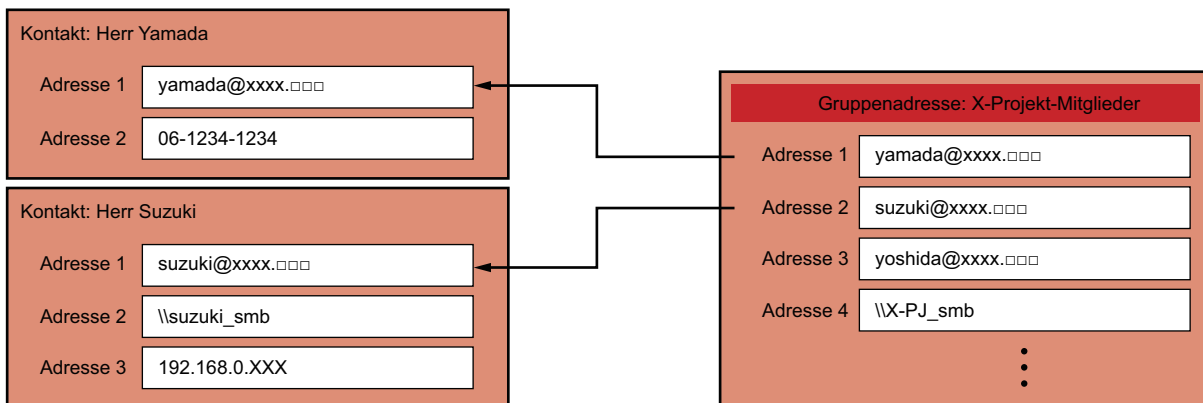 Kontakt: Herr Yamada
Adresse 1 yamada@xxxx.□□□
Adresse 2 06-1234-1234
Kontakt: Herr Suzuki
Adresse 1 suzuki@xxxx.□□□
Adresse 2 \\suzuki_smb
Adresse 3 192.168.0.XXX
Gruppenadresse: X-Projekt-Mitglieder
Adresse 1 yamada@xxxx.□□□
Adresse 2 suzuki@xxxx.□□□
Adresse 3 yoshida@xxxx.□□□
Adresse 4 \\X-PJ_smb